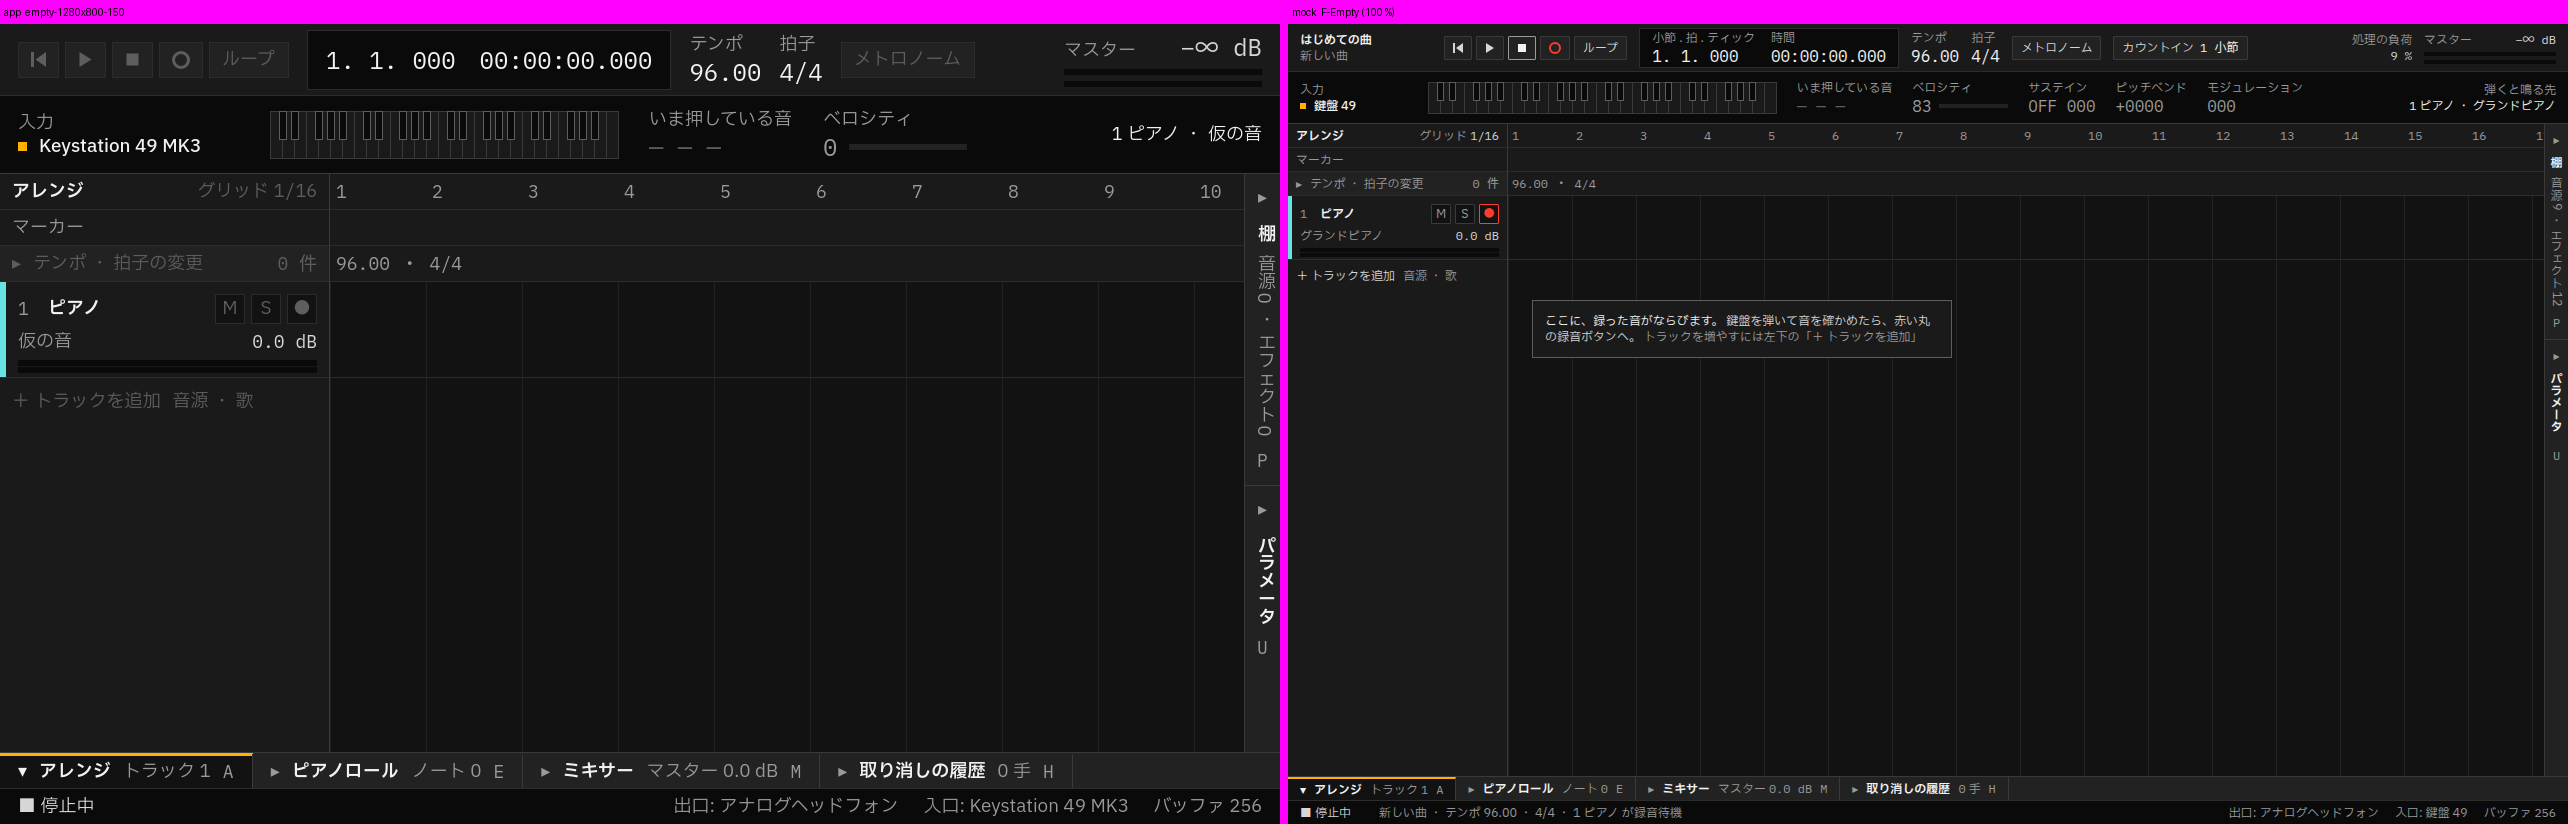 app empty-1280x800-150
ループ
1. 1. 000 00:00:00.000
テンポ
96.00
拍子
4/4
メトロノーム
マスター -∞ dB
入力
Keystation 49 MK3
いま押している音
— — —
ベロシティ
0
1 ピアノ · 仮の音
アレンジ グリッド 1/16
1 2 3 4 5 6 7 8 9 10
マーカー
▶ テンポ · 拍子の変更 0 件
96.00 · 4/4
1 ピアノ M S
仮の音 0.0 dB
+ トラックを追加 音源 · 歌
▶ 棚 音源 0 · エフェクト 0 P
▶ パラメータ U
▼ アレンジ トラック 1 A
▶ ピアノロール ノート 0 E
▶ ミキサー マスター 0.0 dB M
▶ 取り消しの履歴 0 手 H
■ 停止中
出口: アナログヘッドフォン 入口: Keystation 49 MK3 バッファ 256
mock F-Empty (100 %)
はじめての曲
新しい曲
ループ
小節 . 拍 . ティック
1. 1. 000
時間
00:00:00.000
テンポ
96.00
拍子
4/4
メトロノーム
カウントイン 1 小節
処理の負荷
9 %
マスター -∞ dB
入力
鍵盤 49
いま押している音
— — —
ベロシティ
83
サステイン
OFF 000
ピッチベンド
+0000
モジュレーション
000
弾くと鳴る先
1 ピアノ · グランドピアノ
アレンジ グリッド 1/16
1 2 3 4 5 6 7 8 9 10 11 12 13 14 15 16 1
マーカー
▶ テンポ · 拍子の変更 0 件
96.00 · 4/4
1 ピアノ M S
グランドピアノ 0.0 dB
+ トラックを追加 音源 · 歌
ここに、録った音がならびます。鍵盤を弾いて音を確かめたら、赤い丸
の録音ボタンへ。トラックを増やすには左下の「+ トラックを追加」
▶ 棚 音源 9 · エフェクト 12 P
▶ パラメータ U
▼ アレンジ トラック 1 A
▶ ピアノロール ノート 0 E
▶ ミキサー マスター 0.0 dB M
▶ 取り消しの履歴 0 手 H
■ 停止中 新しい曲 · テンポ 96.00 · 4/4 · 1 ピアノ が録音待機
出口: アナログヘッドフォン 入口: 鍵盤 49 バッファ 256